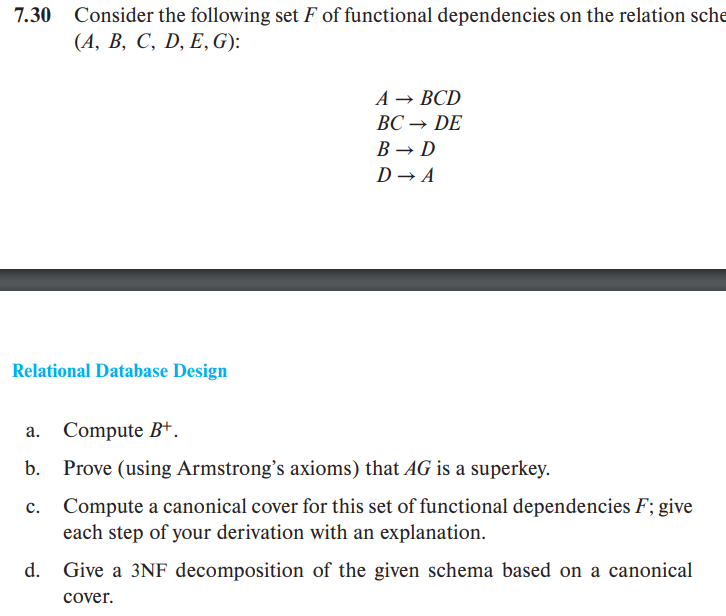 7.30 Consider the following set F of functional dependencies on the relation sche
(A, B, C, D, E, G):
A → BCD
BC → DE
B → D
D → A
Relational Database Design
a. Compute B⁺.
b. Prove (using Armstrong’s axioms) that AG is a superkey.
c. Compute a canonical cover for this set of functional dependencies F; give
each step of your derivation with an explanation.
d. Give a 3NF decomposition of the given schema based on a canonical
cover.